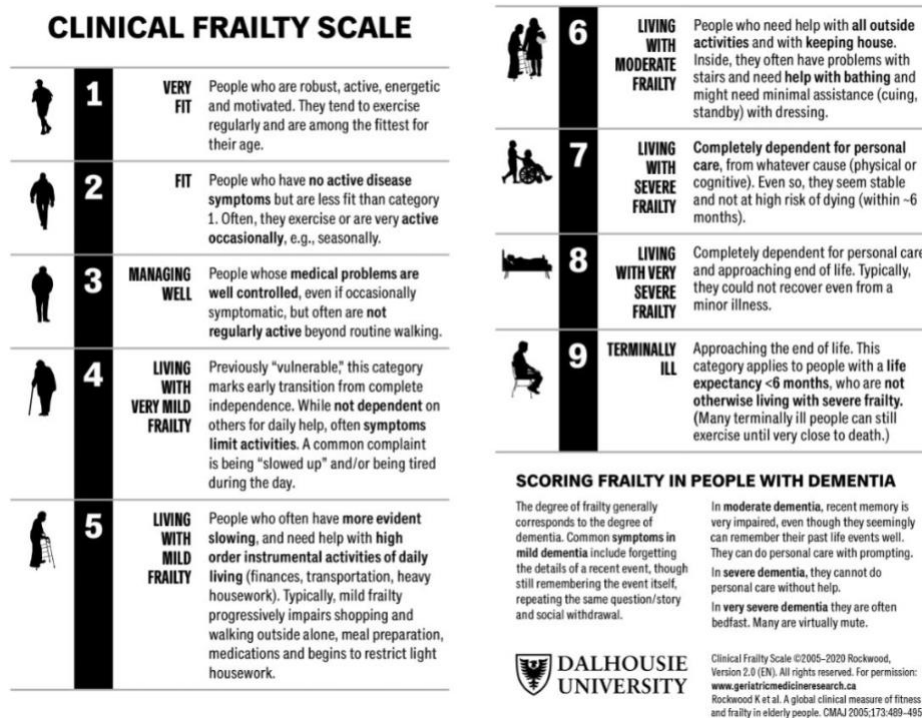 CLINICAL FRAILTY SCALE
1
VERY
FIT
People who are robust, active, energetic
and motivated. They tend to exercise
regularly and are among the fittest for
their age.
2
FIT
People who have no active disease
symptoms but are less fit than category
1. Often, they exercise or are very active
occasionally, e.g., seasonally.
3
MANAGING
WELL
People whose medical problems are
well controlled, even if occasionally
symptomatic, but often are not
regularly active beyond routine walking.
4
LIVING
WITH
VERY MILD
FRAILTY
Previously “vulnerable,” this category
marks early transition from complete
independence. While not dependent on
others for daily help, often symptoms
limit activities. A common complaint
is being “slowed up” and/or being tired
during the day.
5
LIVING
WITH
MILD
FRAILTY
People who often have more evident
slowing, and need help with high
order instrumental activities of daily
living (finances, transportation, heavy
housework). Typically, mild frailty
progressively impairs shopping and
walking outside alone, meal preparation,
medications and begins to restrict light
housework.
6
LIVING
WITH
MODERATE
FRAILTY
People who need help with all outside
activities and with keeping house.
Inside, they often have problems with
stairs and need help with bathing and
might need minimal assistance (cuing,
standby) with dressing.
7
LIVING
WITH
SEVERE
FRAILTY
Completely dependent for personal
care, from whatever cause (physical or
cognitive). Even so, they seem stable
and not at high risk of dying (within ~6
months).
8
LIVING
WITH VERY
SEVERE
FRAILTY
Completely dependent for personal care
and approaching end of life. Typically,
they could not recover even from a
minor illness.
9
TERMINALLY
ILL
Approaching the end of life. This
category applies to people with a life
expectancy <6 months, who are not
otherwise living with severe frailty.
(Many terminally ill people can still
exercise until very close to death.)
SCORING FRAILTY IN PEOPLE WITH DEMENTIA
The degree of frailty generally
corresponds to the degree of
dementia. Common symptoms in
mild dementia include forgetting
the details of a recent event, though
still remembering the event itself,
repeating the same question/story
and social withdrawal.
In moderate dementia, recent memory is
very impaired, even though they seemingly
can remember their past life events well.
They can do personal care with prompting.
In severe dementia, they cannot do
personal care without help.
In very severe dementia they are often
bedfast. Many are virtually mute.
DALHOUSIE
UNIVERSITY
Clinical Frailty Scale ©2005–2020 Rockwood,
Version 2.0 (EN). All rights reserved. For permission:
www.geriatricmedicineresearch.ca
Rockwood K et al. A global clinical measure of fitness
and frailty in elderly people. CMAJ 2005;173:489–495